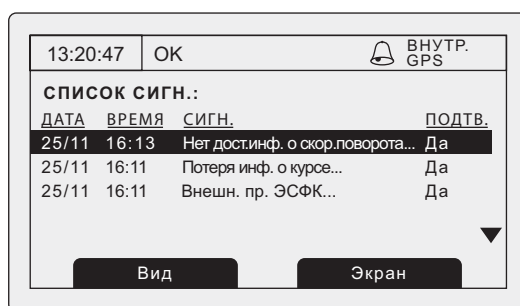 13:20:47 OK ВНУТР. GPS
СПИСОК СИГН.:
ДАТА ВРЕМЯ СИГН. ПОДТВ.
25/11 16:13 Нет дост.инф. о скор.поворота... Да
25/11 16:11 Потеря инф. о курсе... Да
25/11 16:11 Внешн. пр. ЭСФК... Да
Вид Экран